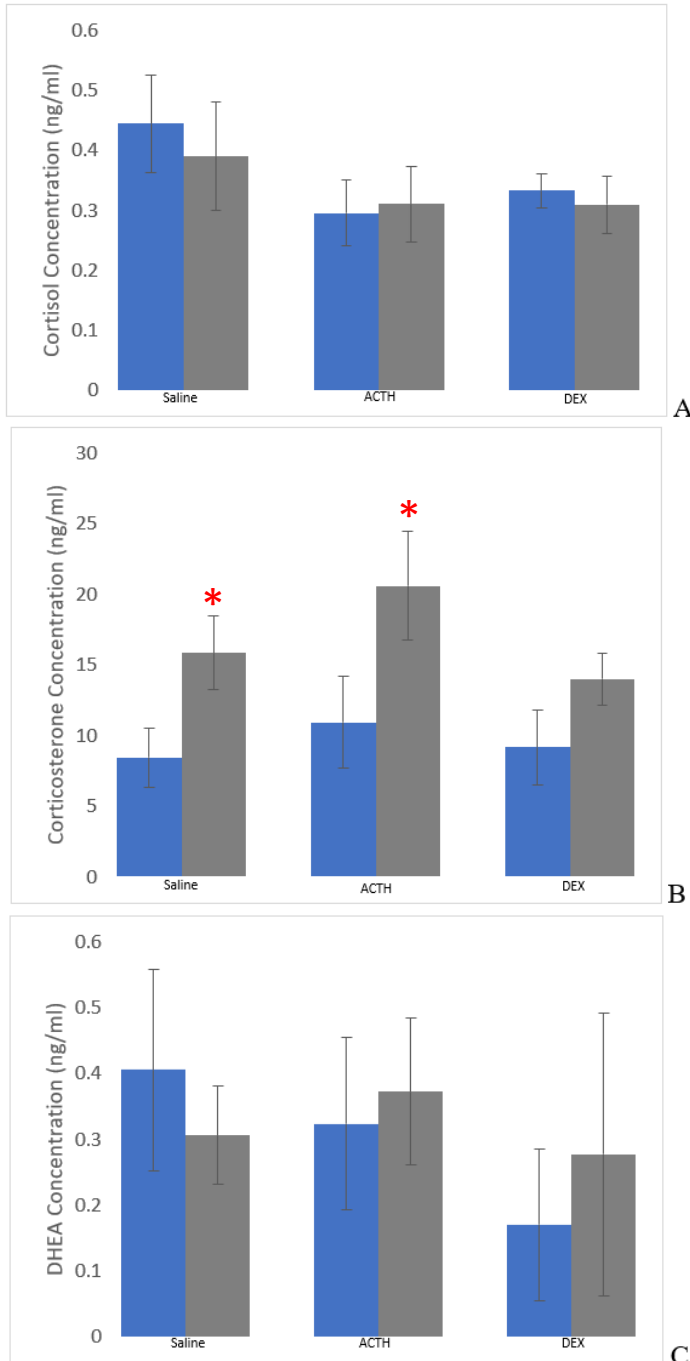 Cortisol Concentration (ng/ml)
0.6
0.5
0.4
0.3
0.2
0.1
0
Saline ACTH DEX
A
Corticosterone Concentration (ng/ml)
30
25
20
15
10
5
0
* *
Saline ACTH DEX
B
DHEA Concentration (ng/ml)
0.6
0.5
0.4
0.3
0.2
0.1
0
Saline ACTH DEX
C